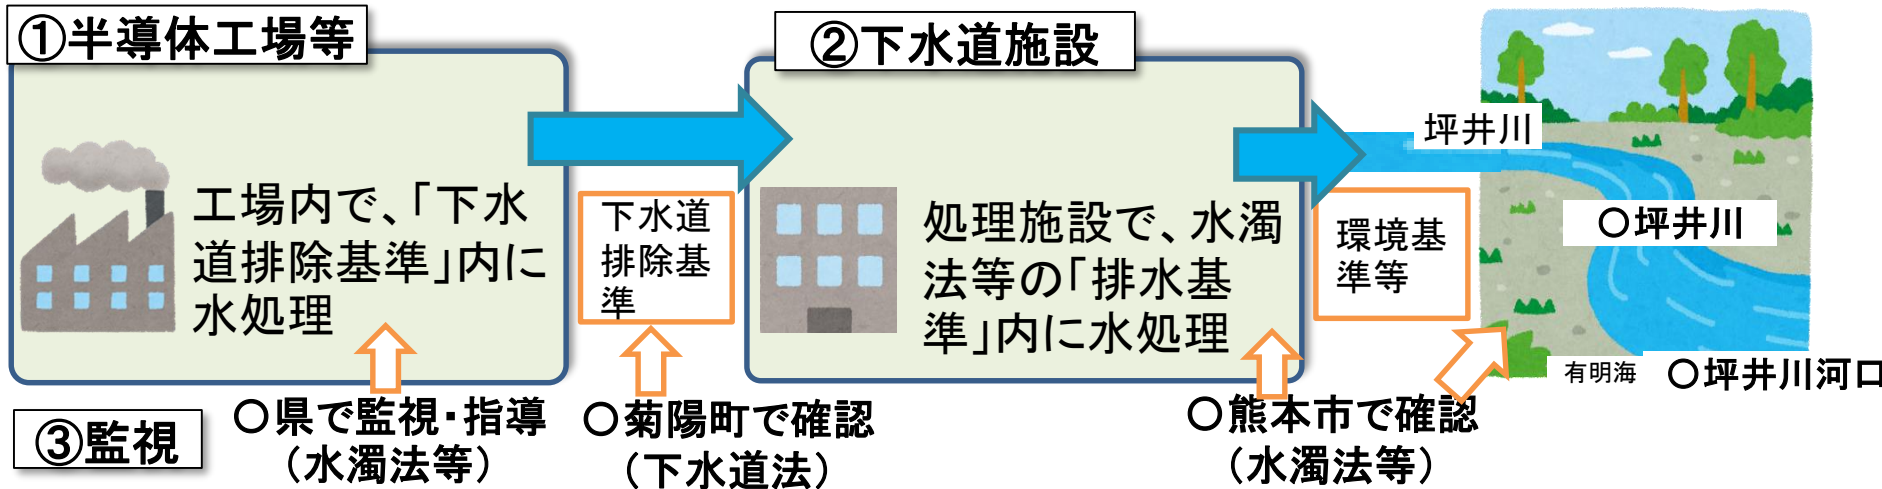 ①半導体工場等
工場内で、「下水
道排除基準」内に
水処理
下水道
排除基
準
②下水道施設
処理施設で、水濁
法等の「排水基
準」内に水処理
環境基
準等
坪井川
〇坪井川
有明海
〇坪井川河口
③監視
〇県で監視・指導
（水濁法等）
〇菊陽町で確認
（下水道法）
〇熊本市で確認
（水濁法等）